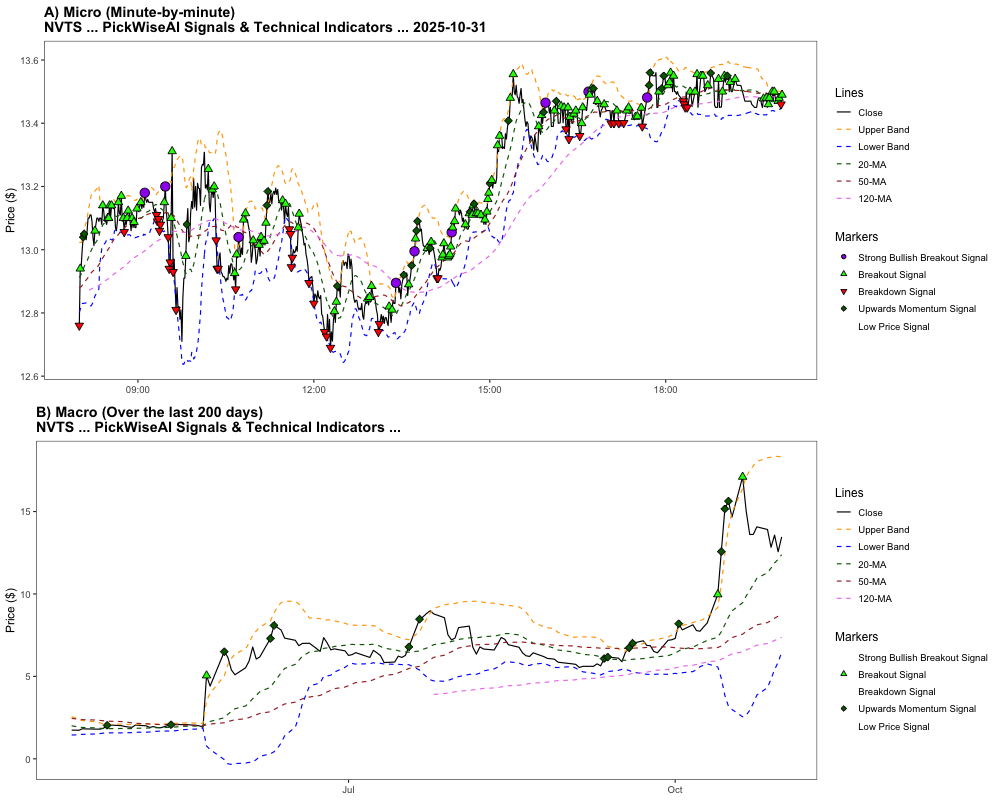 A) Micro (Minute-by-minute)
NVTS ... PickWiseAI Signals & Technical Indicators ... 2025-10-31
Price ($)
13.6
13.4
13.2
13.0
12.8
12.6
09:00
12:00
15:00
18:00
Lines
Close
Upper Band
Lower Band
20-MA
50-MA
120-MA
Markers
Strong Bullish Breakout Signal
Breakout Signal
Breakdown Signal
Upwards Momentum Signal
Low Price Signal
B) Macro (Over the last 200 days)
NVTS ... PickWiseAI Signals & Technical Indicators ...
Price ($)
15
10
5
0
Jul
Oct
Lines
Close
Upper Band
Lower Band
20-MA
50-MA
120-MA
Markers
Strong Bullish Breakout Signal
Breakout Signal
Breakdown Signal
Upwards Momentum Signal
Low Price Signal